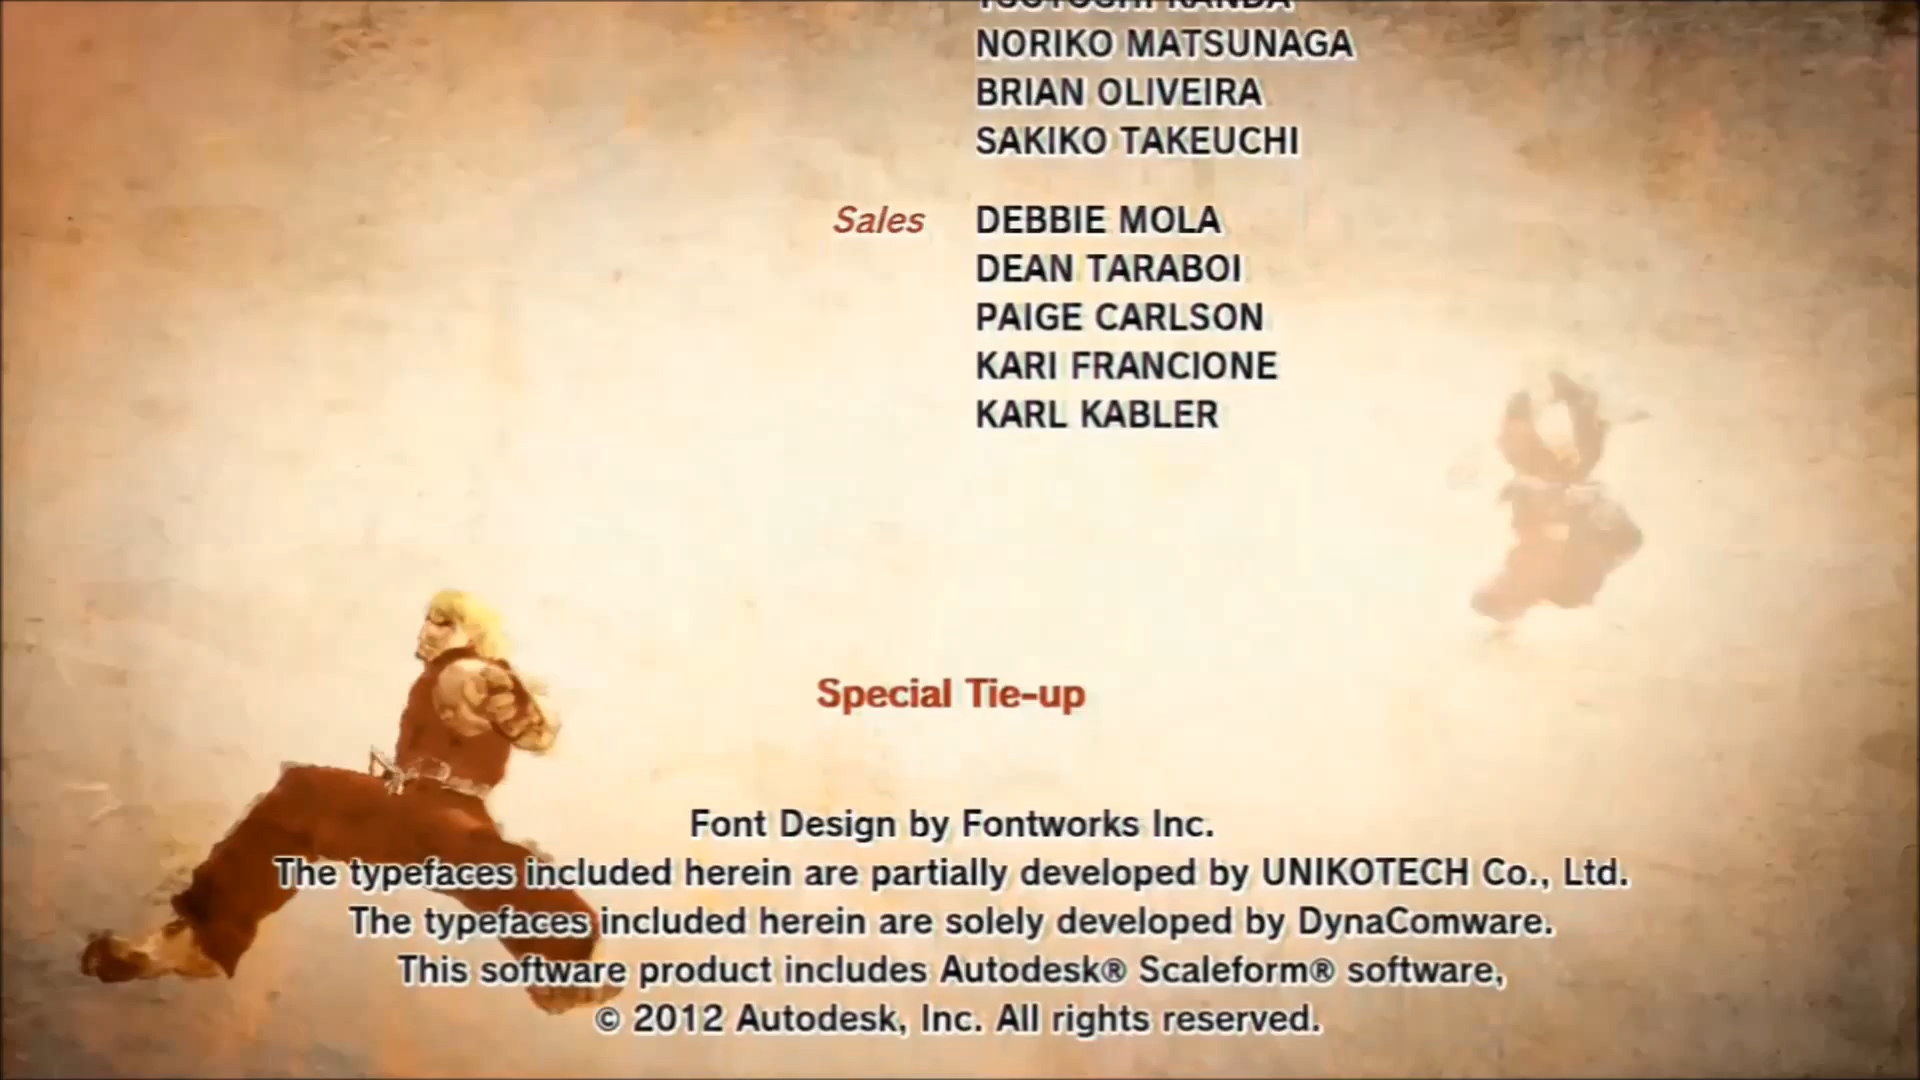 NORIKO MATSUNAGA
BRIAN OLIVEIRA
SAKIKO TAKEUCHI
Sales DEBBIE MOLA
DEAN TARABOI
PAIGE CARLSON
KARI FRANCIONE
KARL KABLER
Special Tie-up
Font Design by Fontworks Inc.
The typefaces included herein are partially developed by UNIKOTECH Co., Ltd.
The typefaces included herein are solely developed by DynaComware.
This software product includes Autodesk® Scaleform® software,
© 2012 Autodesk, Inc. All rights reserved.